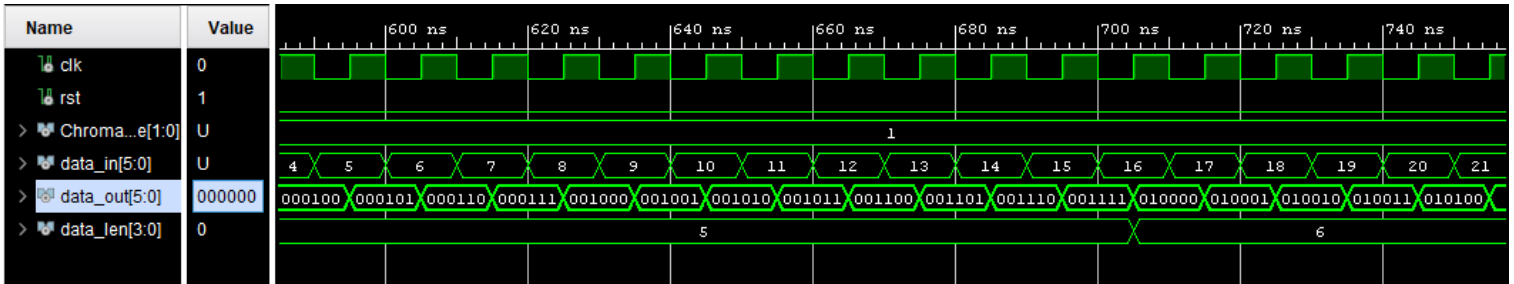 Name Value 600 ns 620 ns 640 ns 660 ns 680 ns 700 ns 720 ns 740 ns
clk 0
rst 1
Chroma...e[1:0] U 1
data_in[5:0] U 4 5 6 7 8 9 10 11 12 13 14 15 16 17 18 19 20 21
data_out[5:0] 000000 000100 000101 000110 000111 001000 001001 001010 001011 001100 001101 001110 001111 010000 010001 010010 010011 010100
data_len[3:0] 0 5 6